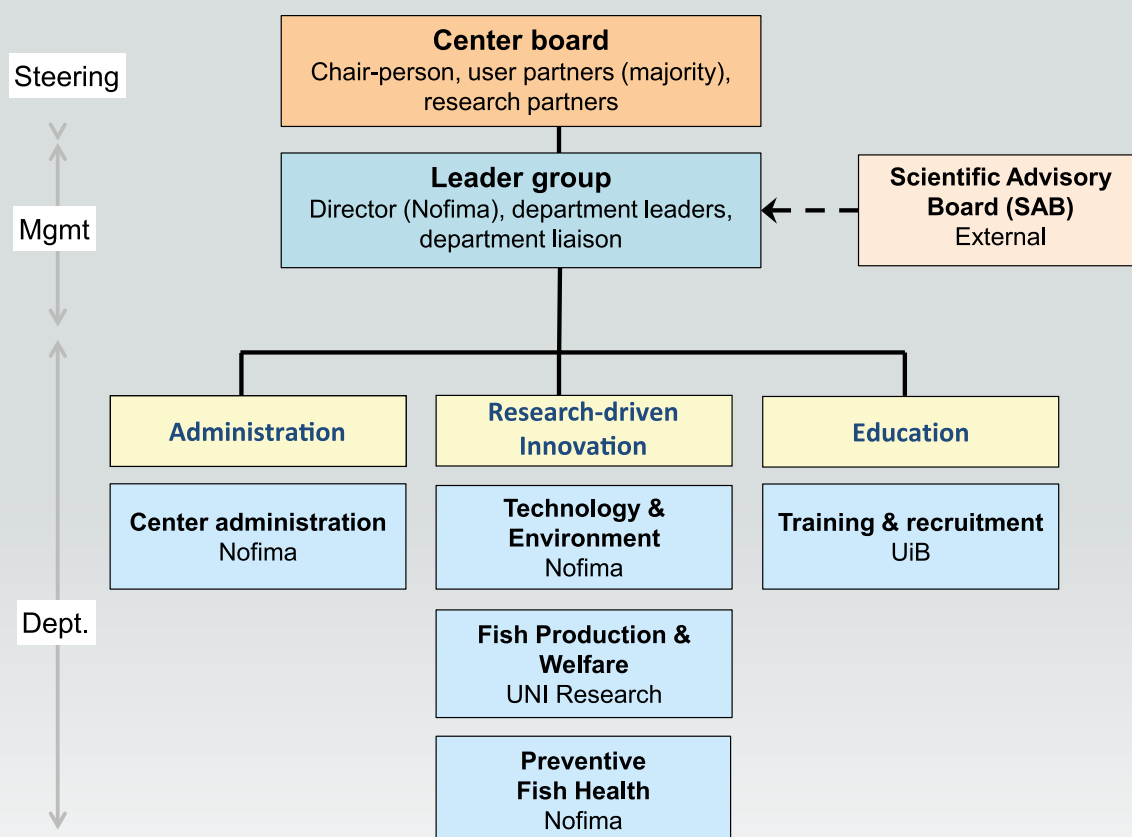 Steering
Center board
Chair-person, user partners (majority),
research partners
Mgmt
Leader group
Director (Nofima), department leaders,
department liaison
Scientific Advisory
Board (SAB)
External
Dept.
Administration
Research-driven
Innovation
Education
Center administration
Nofima
Technology &
Environment
Nofima
Training & recruitment
UiB
Fish Production &
Welfare
UNI Research
Preventive
Fish Health
Nofima